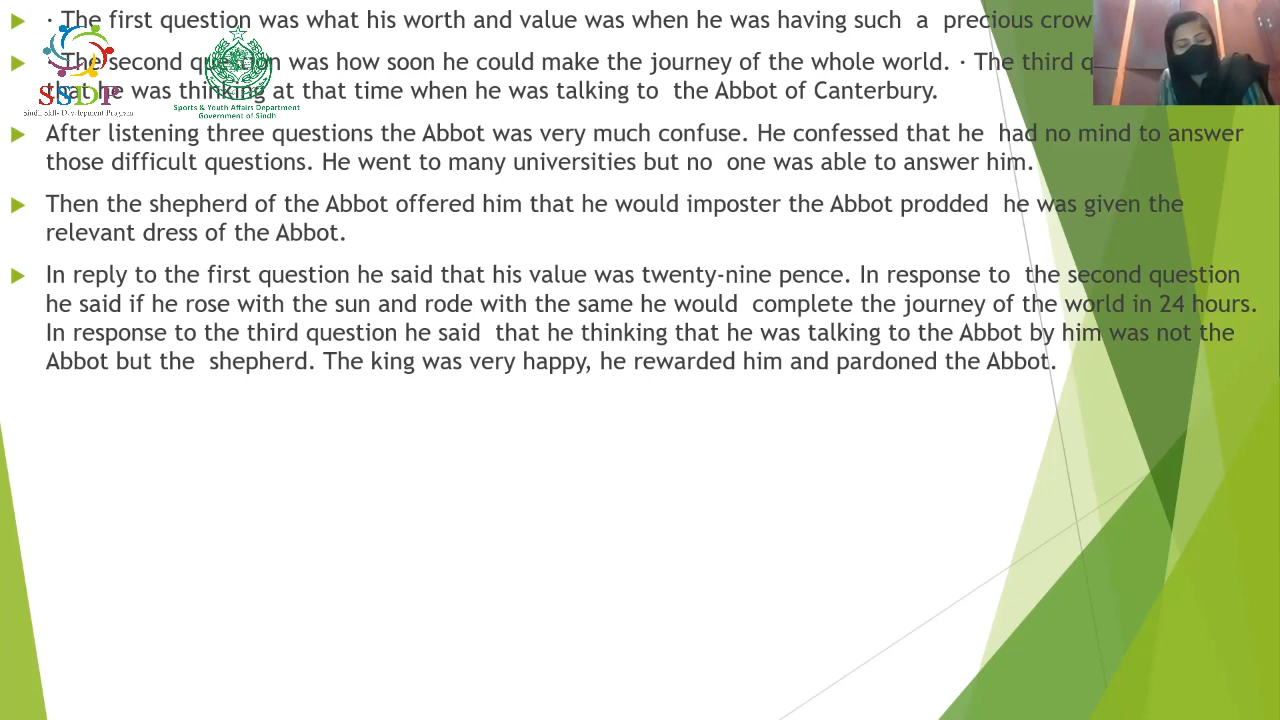 · The first question was what his worth and value was when he was having such a precious crow
The second question was how soon he could make the journey of the whole world. · The third q
that he was thinking at that time when he was talking to the Abbot of Canterbury.
SSDP
Sindh Skills Development Program
Sports & Youth Affairs Department
Government of Sindh
After listening three questions the Abbot was very much confuse. He confessed that he had no mind to answer
those difficult questions. He went to many universities but no one was able to answer him.
Then the shepherd of the Abbot offered him that he would imposter the Abbot prodded he was given the
relevant dress of the Abbot.
In reply to the first question he said that his value was twenty-nine pence. In response to the second question
he said if he rose with the sun and rode with the same he would complete the journey of the world in 24 hours.
In response to the third question he said that he thinking that he was talking to the Abbot by him was not the
Abbot but the shepherd. The king was very happy, he rewarded him and pardoned the Abbot.